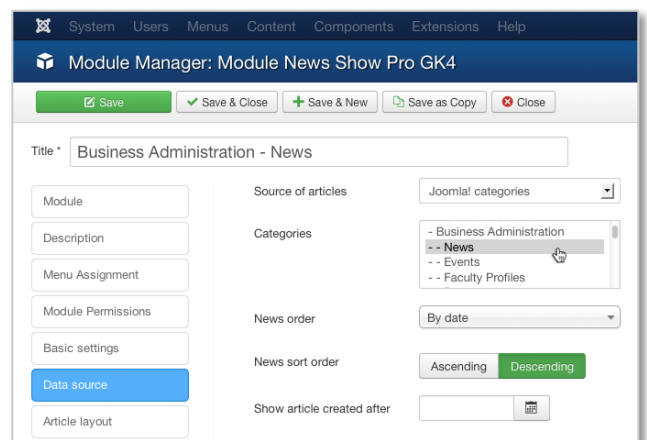 System Users Menus Content Components Extensions Help
Module Manager: Module News Show Pro GK4
Save Save & Close Save & New Save as Copy Close
Title * Business Administration - News
Module
Description
Menu Assignment
Module Permissions
Basic settings
Data source
Article layout
Source of articles Joomla! categories
Categories - Business Administration
- - News
- - Events
- - Faculty Profiles
News order By date
News sort order Ascending Descending
Show article created after